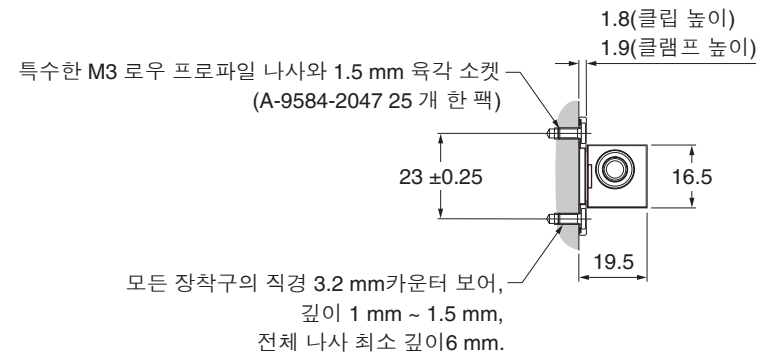 1.8(클립 높이)
1.9(클램프 높이)
특수한 M3 로우 프로파일 나사와 1.5 mm 육각 소켓
(A-9584-2047 25 개 한 팩)
23 ±0.25
16.5
19.5
모든 장착구의 직경 3.2 mm카운터 보어,
깊이 1 mm ~ 1.5 mm,
전체 나사 최소 깊이6 mm.